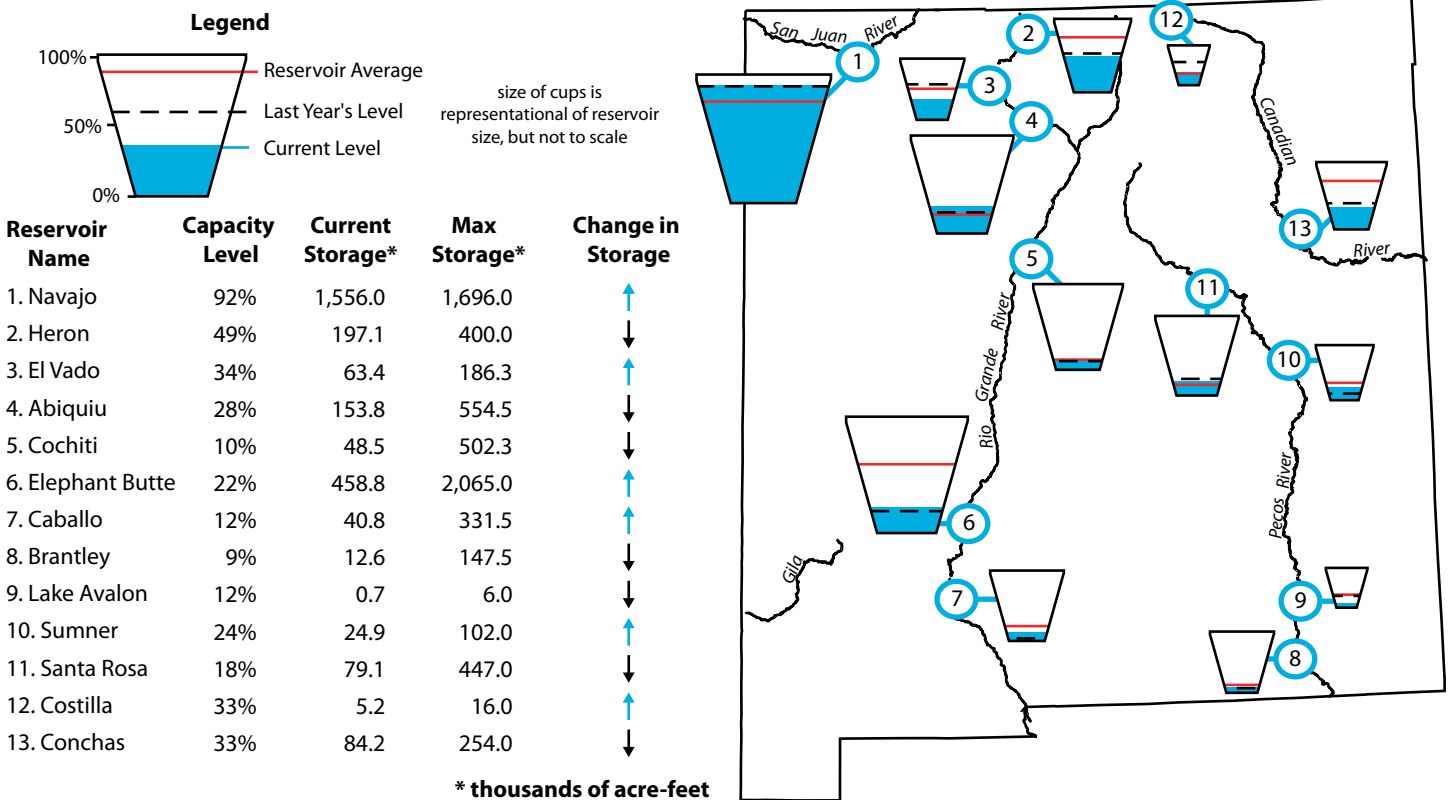 Legend
100%
50%
0%
Reservoir Average
Last Year's Level
Current Level
size of cups is
representational of reservoir
size, but not to scale
Reservoir Name Capacity Level Current Storage* Max Storage* Change in Storage
1. Navajo 92% 1,556.0 1,696.0
2. Heron 49% 197.1 400.0
3. El Vado 34% 63.4 186.3
4. Abiquiu 28% 153.8 554.5
5. Cochiti 10% 48.5 502.3
6. Elephant Butte 22% 458.8 2,065.0
7. Caballo 12% 40.8 331.5
8. Brantley 9% 12.6 147.5
9. Lake Avalon 12% 0.7 6.0
10. Sumner 24% 24.9 102.0
11. Santa Rosa 18% 79.1 447.0
12. Costilla 33% 5.2 16.0
13. Conchas 33% 84.2 254.0
* thousands of acre-feet
San Juan River
1
2
3
4
5
6
7
8
9
10
11
12
13
Canadian
River
Rio Grande River
Pecos River
Gila